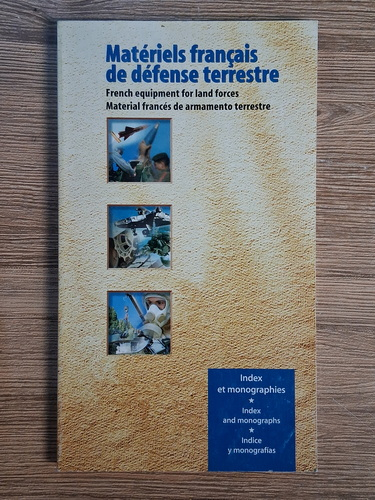 Matériels français
de défense terrestre
French equipment for land forces
Material francés de armamento terrestre
Index
et monographies
★
Index
and monographs
★
Indice
y monografías